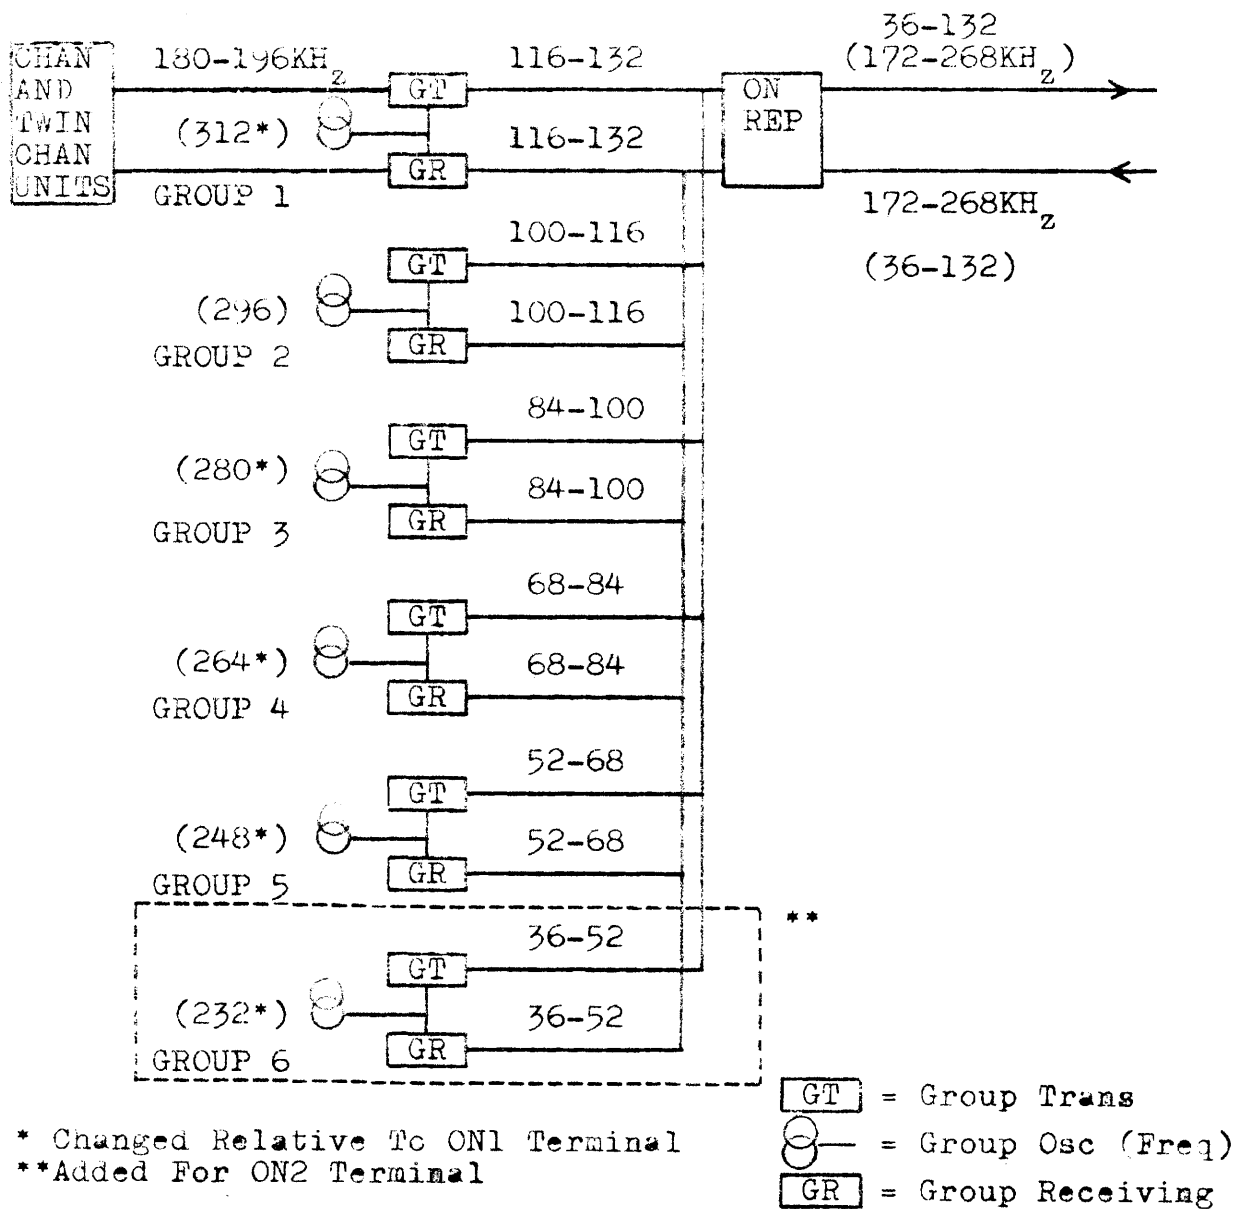 CHAN
AND
TWIN
CHAN
UNITS
180-196KHz
GT
116-132
(312*)
116-132
GR
GROUP 1
ON
REP
36-132
(172-268KHz)
172-268KHz
(36-132)
100-116
GT
(296)
100-116
GR
GROUP 2
84-100
GT
(280*)
84-100
GR
GROUP 3
68-84
GT
(264*)
68-84
GR
GROUP 4
52-68
GT
(248*)
52-68
GR
GROUP 5
**
36-52
GT
(232*)
36-52
GR
GROUP 6
* Changed Relative To ON1 Terminal
**Added For ON2 Terminal
GT = Group Trans
= Group Osc (Freq)
GR = Group Receiving